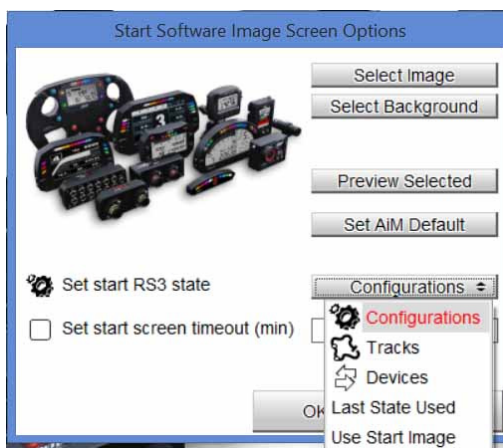 Start Software Image Screen Options
Select Image
Select Background
3
Preview Selected
Set AiM Default
Set start RS3 state
Configurations
Configurations
Set start screen timeout (min)
Tracks
Devices
OK
Last State Used
Use Start Image